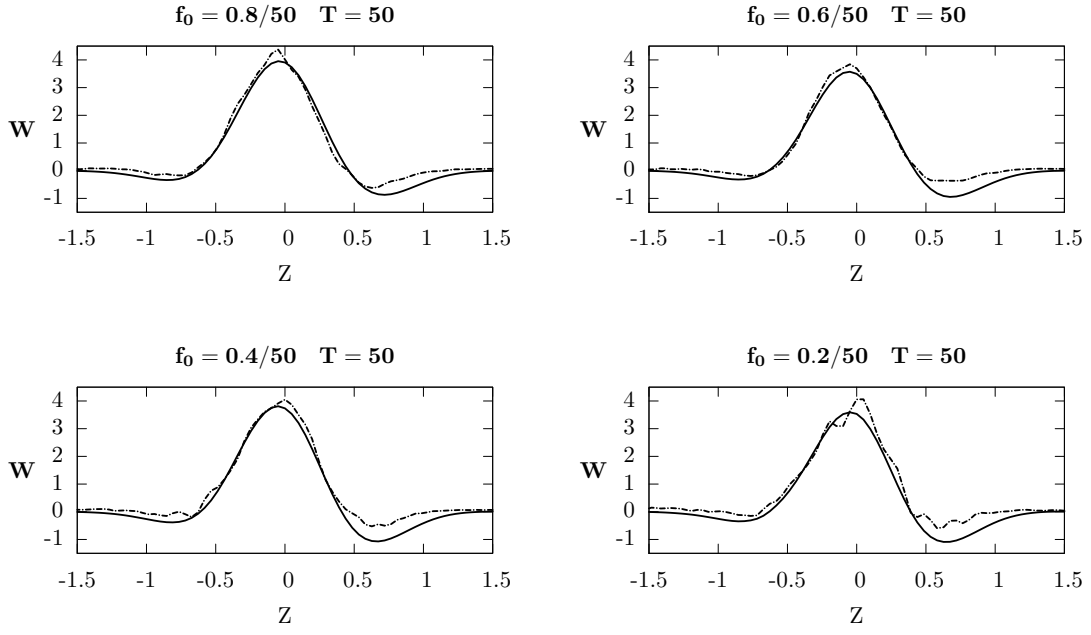 f₀ = 0.8/50 T = 50
4
3
2
1
0
-1
W
-1.5 -1 -0.5 0 0.5 1 1.5
Z
f₀ = 0.6/50 T = 50
4
3
2
1
0
-1
W
-1.5 -1 -0.5 0 0.5 1 1.5
Z
f₀ = 0.4/50 T = 50
4
3
2
1
0
-1
W
-1.5 -1 -0.5 0 0.5 1 1.5
Z
f₀ = 0.2/50 T = 50
4
3
2
1
0
-1
W
-1.5 -1 -0.5 0 0.5 1 1.5
Z